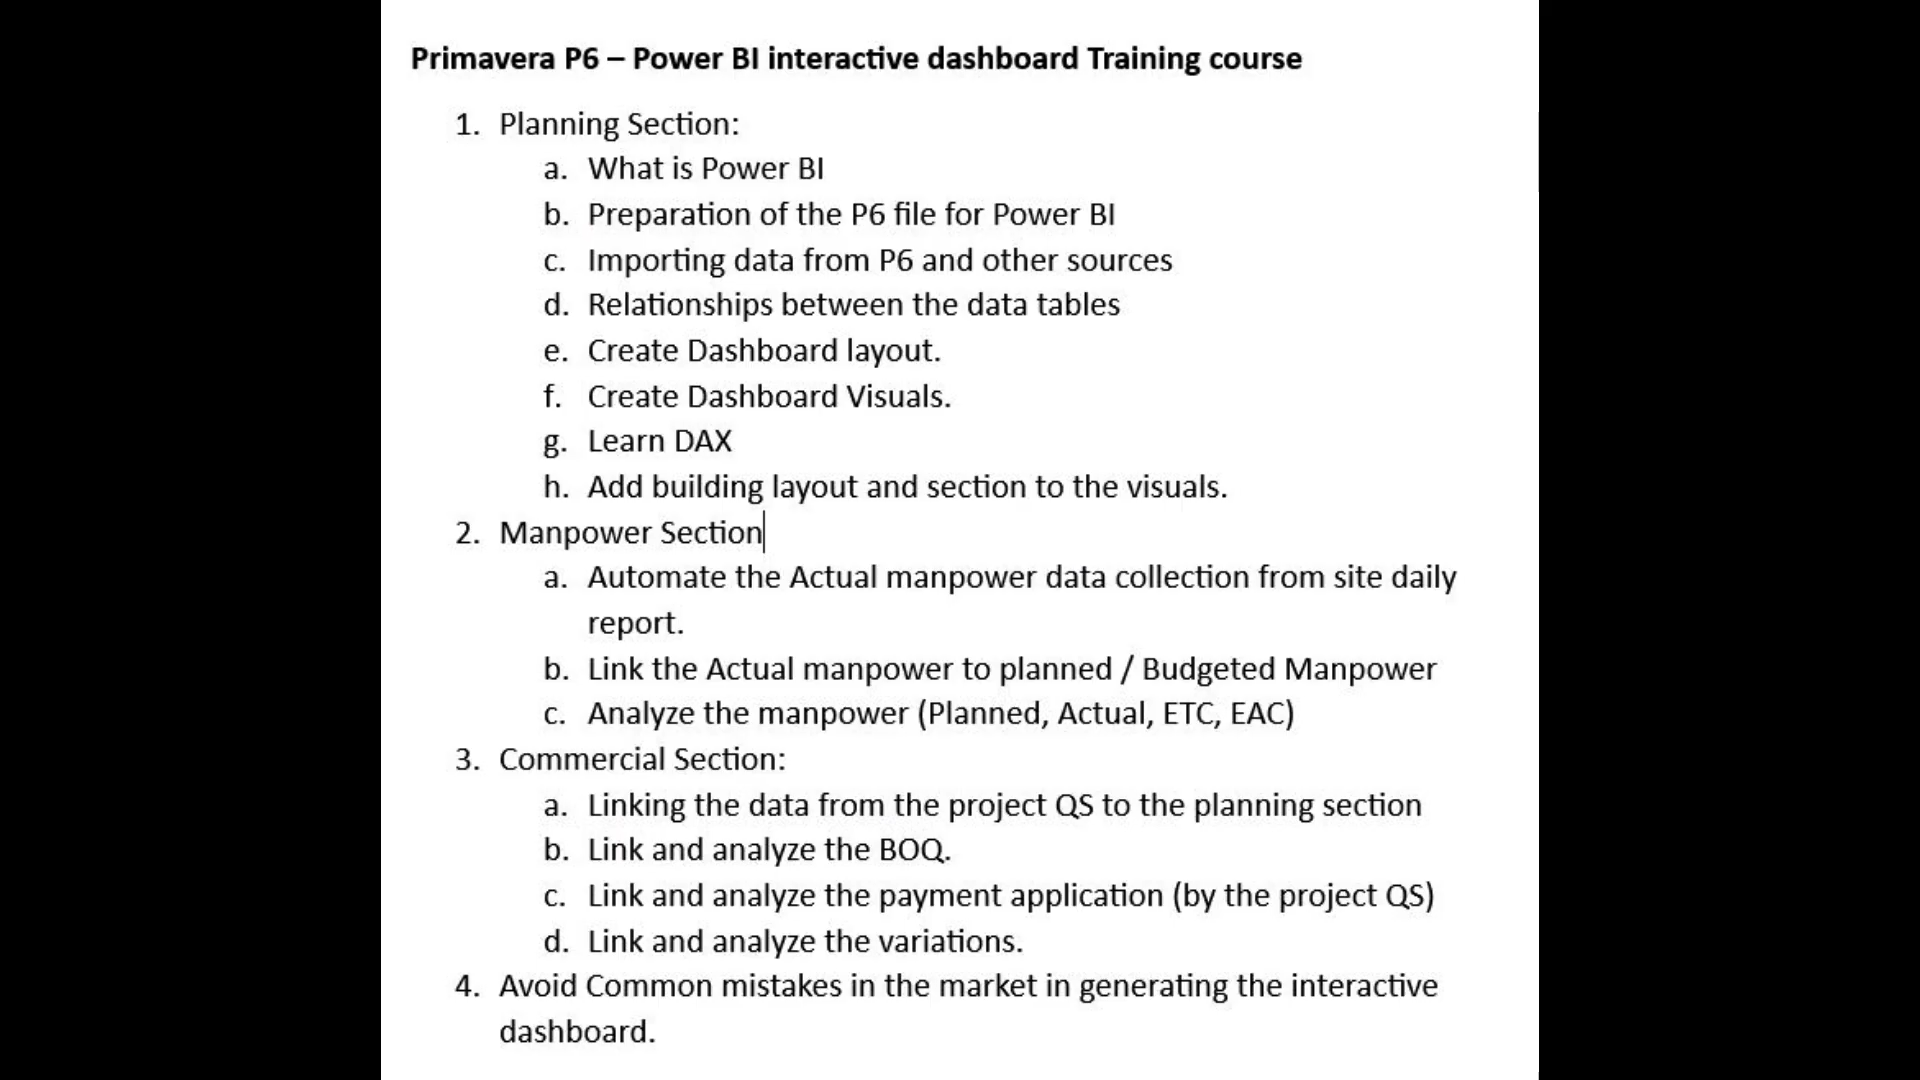 Primavera P6 – Power BI interactive dashboard Training course
1. Planning Section:
a. What is Power BI
b. Preparation of the P6 file for Power BI
c. Importing data from P6 and other sources
d. Relationships between the data tables
e. Create Dashboard layout.
f. Create Dashboard Visuals.
g. Learn DAX
h. Add building layout and section to the visuals.
2. Manpower Section
a. Automate the Actual manpower data collection from site daily
report.
b. Link the Actual manpower to planned / Budgeted Manpower
c. Analyze the manpower (Planned, Actual, ETC, EAC)
3. Commercial Section:
a. Linking the data from the project QS to the planning section
b. Link and analyze the BOQ.
c. Link and analyze the payment application (by the project QS)
d. Link and analyze the variations.
4. Avoid Common mistakes in the market in generating the interactive
dashboard.